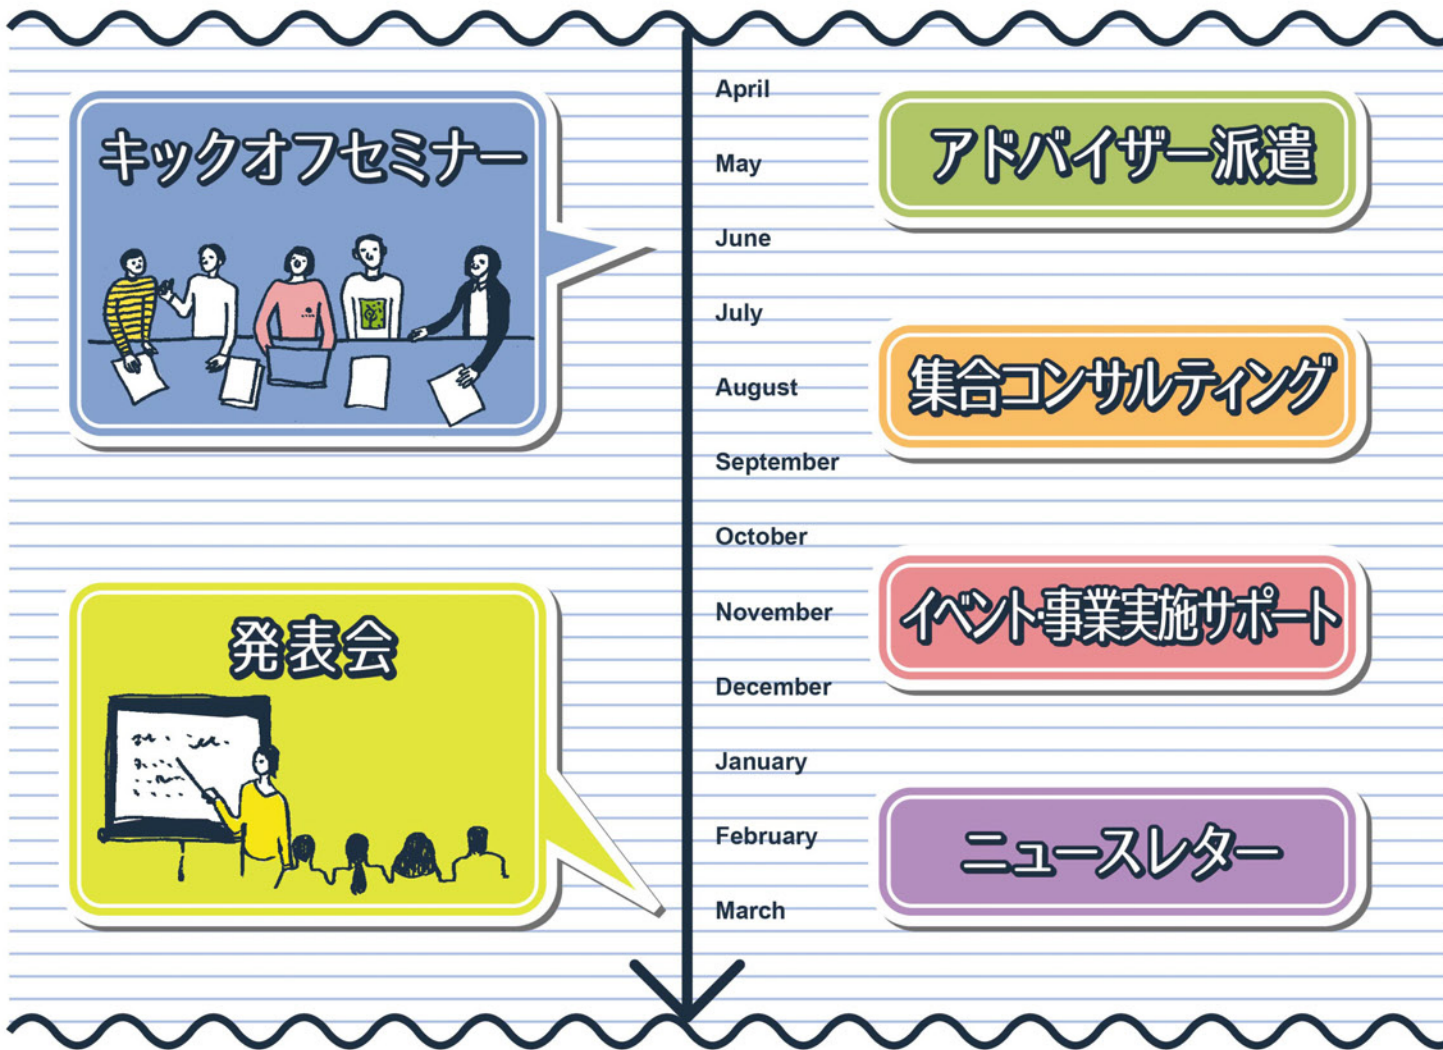 キックオフセミナー
発表会
April
May
June
July
August
September
October
November
December
January
February
March
アドバイザー派遣
集合コンサルティング
イベント・事業実施サポート
ニュースレター